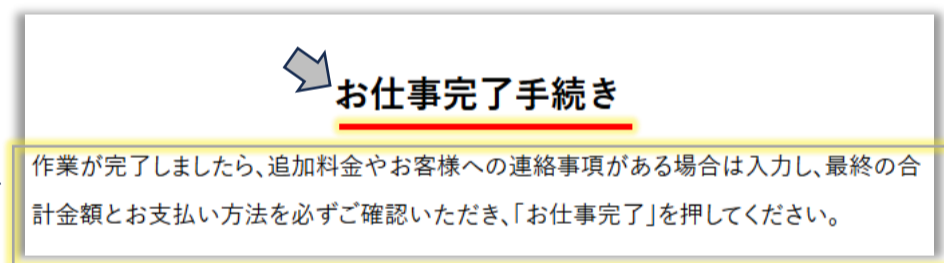 お仕事完了手続き
作業が完了しましたら、追加料金やお客様への連絡事項がある場合は入力し、最終の合
計金額とお支払い方法を必ずご確認いただき、「お仕事完了」を押してください。